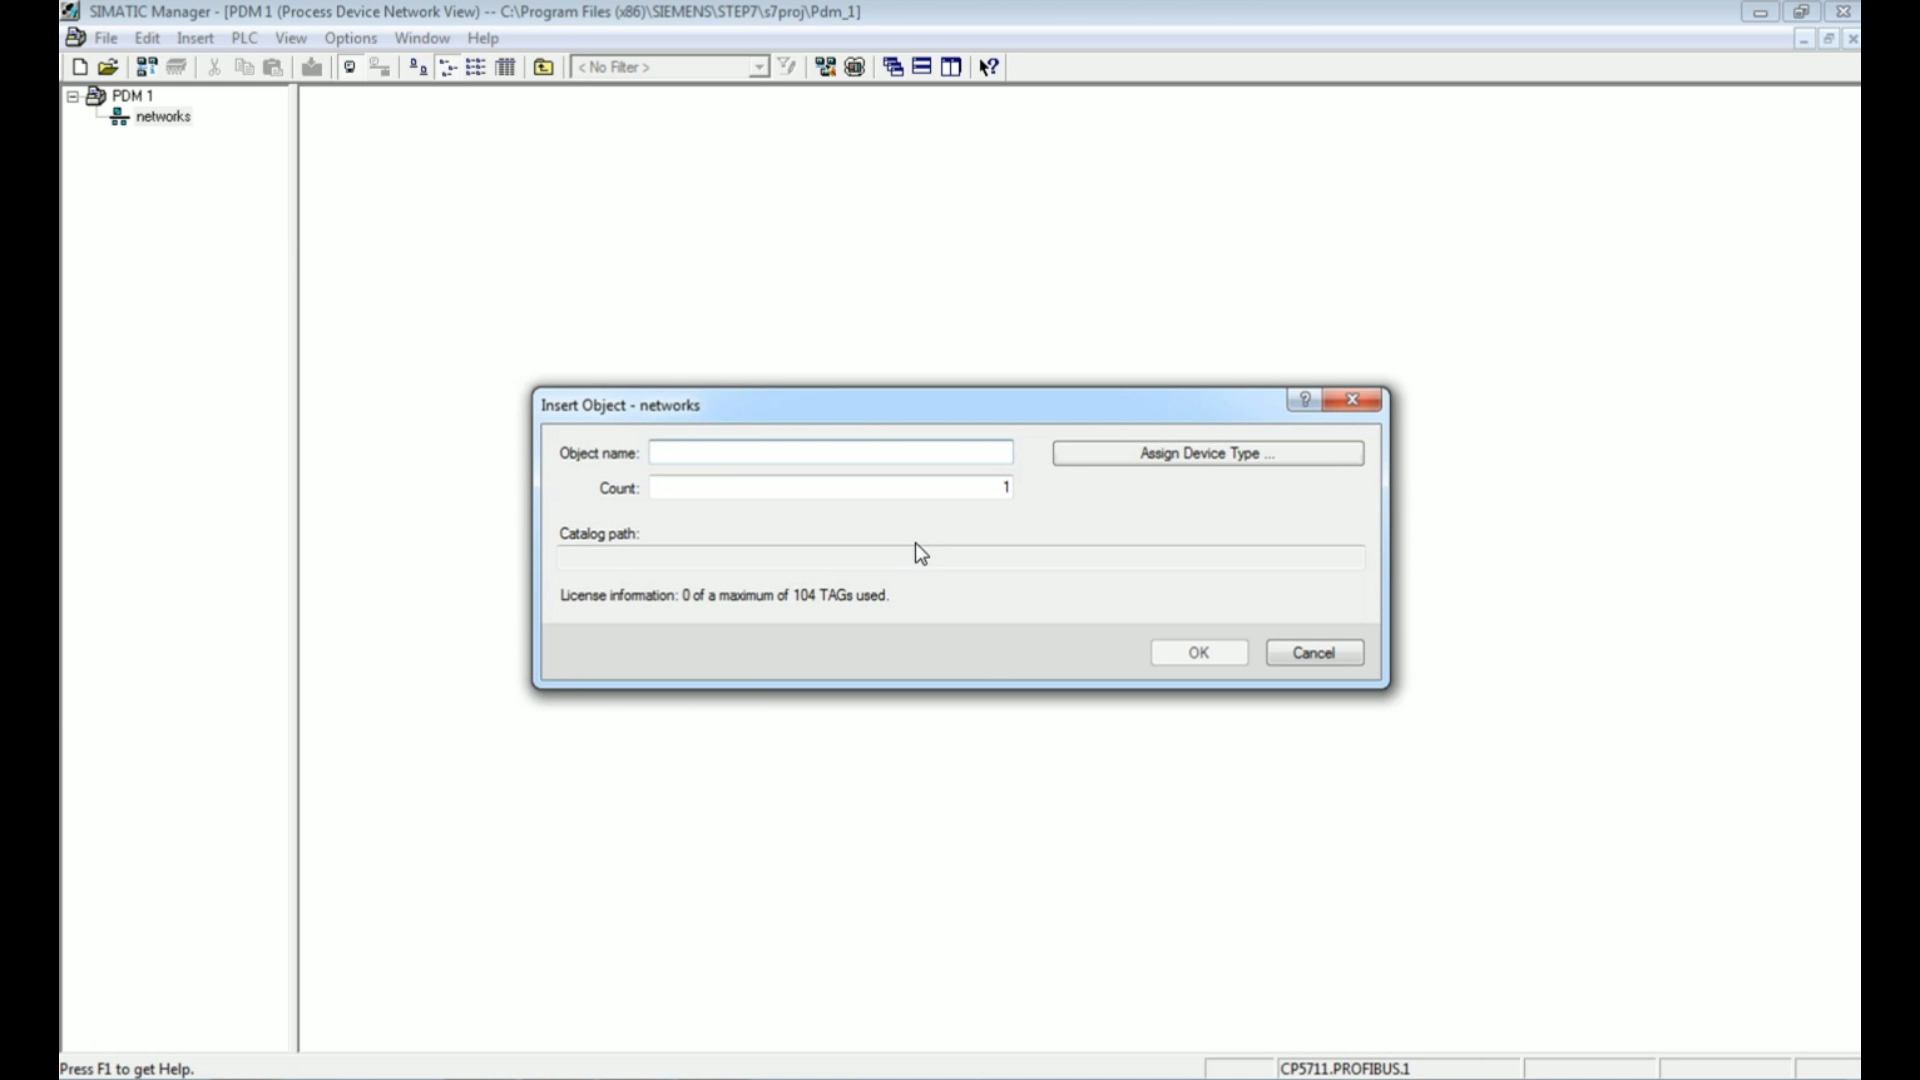 SIMATIC Manager - [PDM 1 (Process Device Network View) -- C:\Program Files (x86)\SIEMENS\STEP7\s7proj\Pdm_1]
File Edit Insert PLC View Options Window Help
< No Filter >
PDM 1
networks
Insert Object - networks
Object name:
Assign Device Type ...
Count: 1
Catalog path:
License information: 0 of a maximum of 104 TAGs used.
OK Cancel
Press F1 to get Help. CP5711.PROFIBUS.1